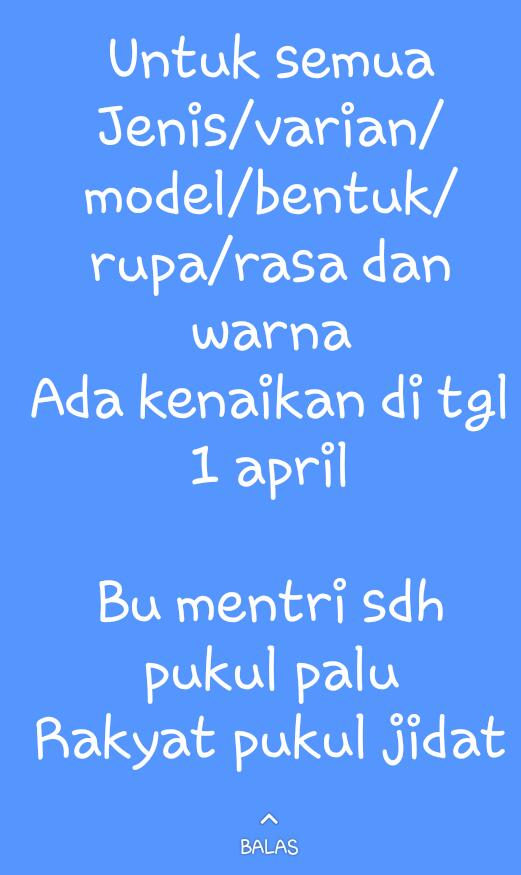 Untuk semua
Jenis/varian/
model/bentuk/
rupa/rasa dan
warna
Ada kenaikan di tgl
1 april
Bu mentri sdh
pukul palu
Rakyat pukul jidat
BALAS